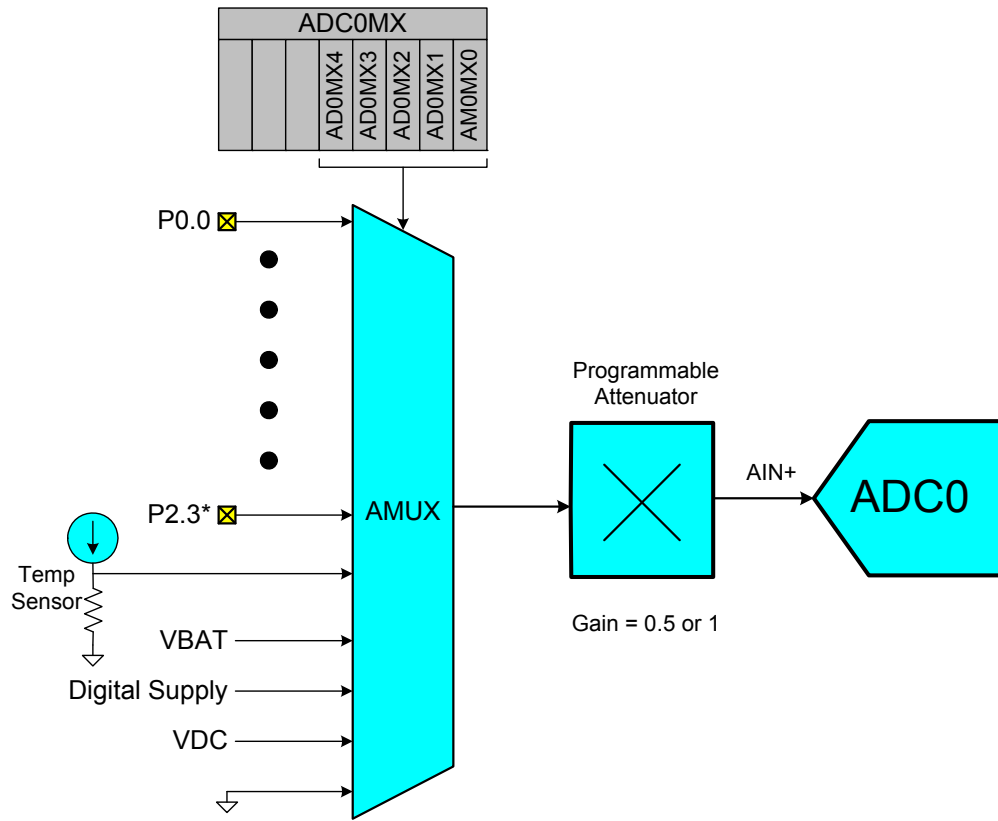 ADC0MX
AD0MX4
AD0MX3
AD0MX2
AD0MX1
AM0MX0
P0.0
Programmable
Attenuator
AIN+
ADC0
P2.3*
AMUX
Temp
Sensor
Gain = 0.5 or 1
VBAT
Digital Supply
VDC